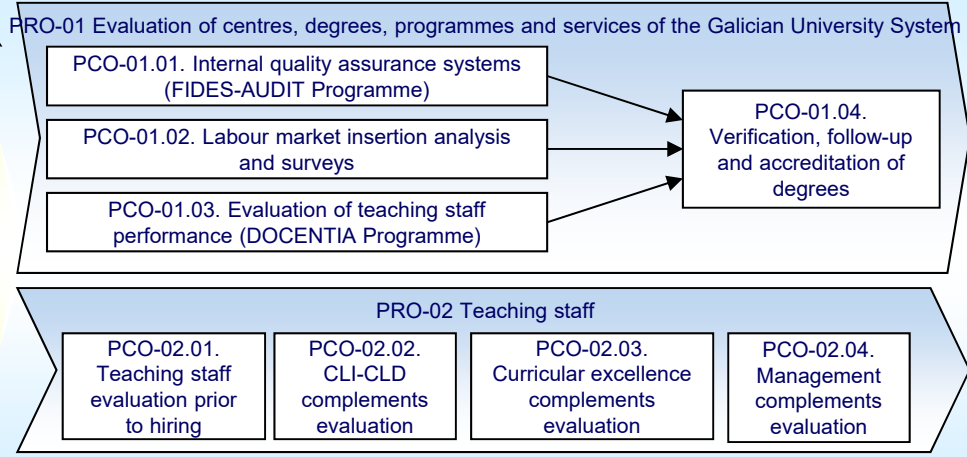 PRO-01 Evaluation of centres, degrees, programmes and services of the Galician University System
PCO-01.01. Internal quality assurance systems
(FIDES-AUDIT Programme)
PCO-01.02. Labour market insertion analysis
and surveys
PCO-01.03. Evaluation of teaching staff
performance (DOCENTIA Programme)
PCO-01.04.
Verification, follow-up
and accreditation of
degrees
PRO-02 Teaching staff
PCO-02.01.
Teaching staff
evaluation prior
to hiring
PCO-02.02.
CLI-CLD
complements
evaluation
PCO-02.03.
Curricular excellence
complements
evaluation
PCO-02.04.
Management
complements
evaluation